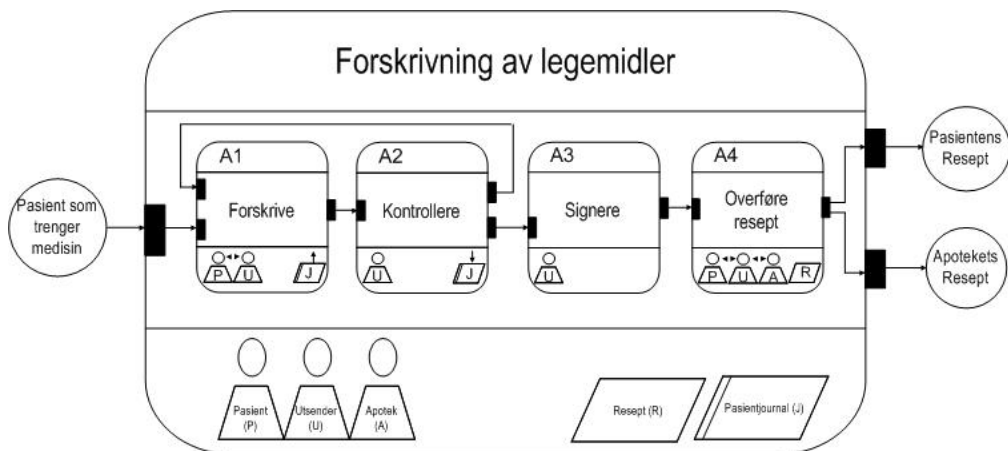 Forskrivning av legemidler
Pasient som
trenger
medisin
A1
Forskrive
P
U
J
A2
Kontrollere
U
J
A3
Signere
U
A4
Overføre
resept
P
U
A
R
Pasientens
Resept
Apotekets
Resept
Pasient
(P)
Utsender
(U)
Apotek
(A)
Resept (R)
Pasientjournal (J)